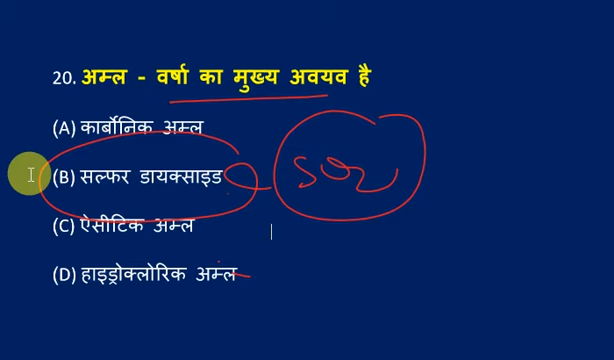 20. अम्ल - वर्षा का मुख्य अवयव है
(A) कार्बोनिक अम्ल
(B) सल्फर डायक्साइड
SO2
(C) ऐसीटिक अम्ल
(D) हाइड्रोक्लोरिक अम्ल